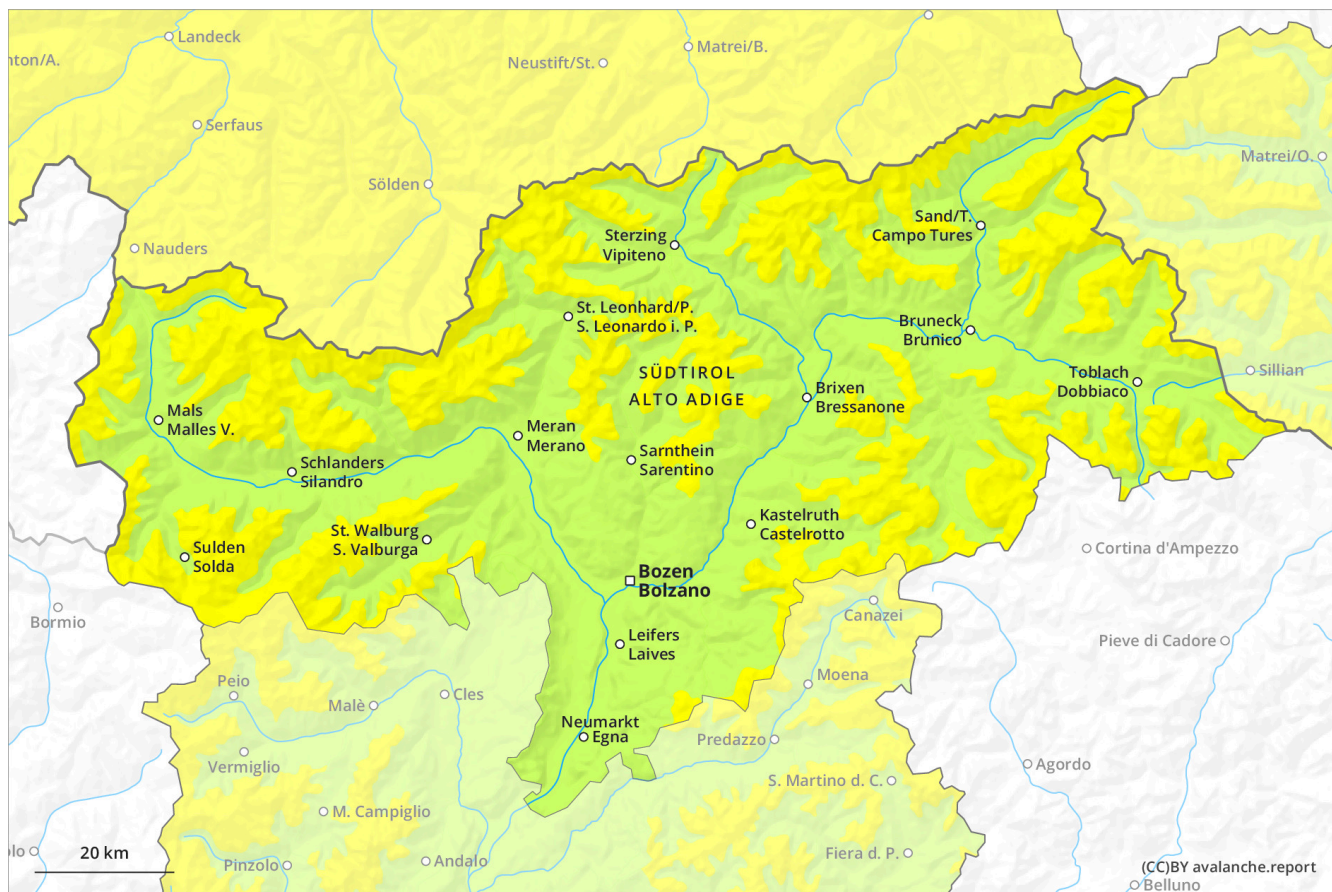 Landeck
nton/A.
Matrei/B.
Neustift/St.
Serfaus
Matrei/O.
Sölden
Sand/T.
Campo Tures
Sterzing
Vipiteno
Nauders
St. Leonhard/P.
S. Leonardo i. P.
Bruneck
Brunico
SÜDTIROL
ALTO ADIGE
Toblach
Dobbiaco
Sillian
Brixen
Bressanone
Mals
Malles V.
Meran
Merano
Schlanders
Silandro
Sarnthein
Sarentino
Kastelruth
Castelrotto
St. Walburg
S. Valburga
Sulden
Solda
Cortina d'Ampezzo
Bozen
Bolzano
Bormio
Canazei
Leifers
Laives
Pieve di Cadore
Peio
Malè
Cles
Moena
Neumarkt
Egna
Predazzo
Vermiglio
Agordo
S. Martino d. C.
M. Campiglio
olo
20 km
Pinzolo
Andalo
Fiera d. P.
(CC)BY avalanche.report
Belluno